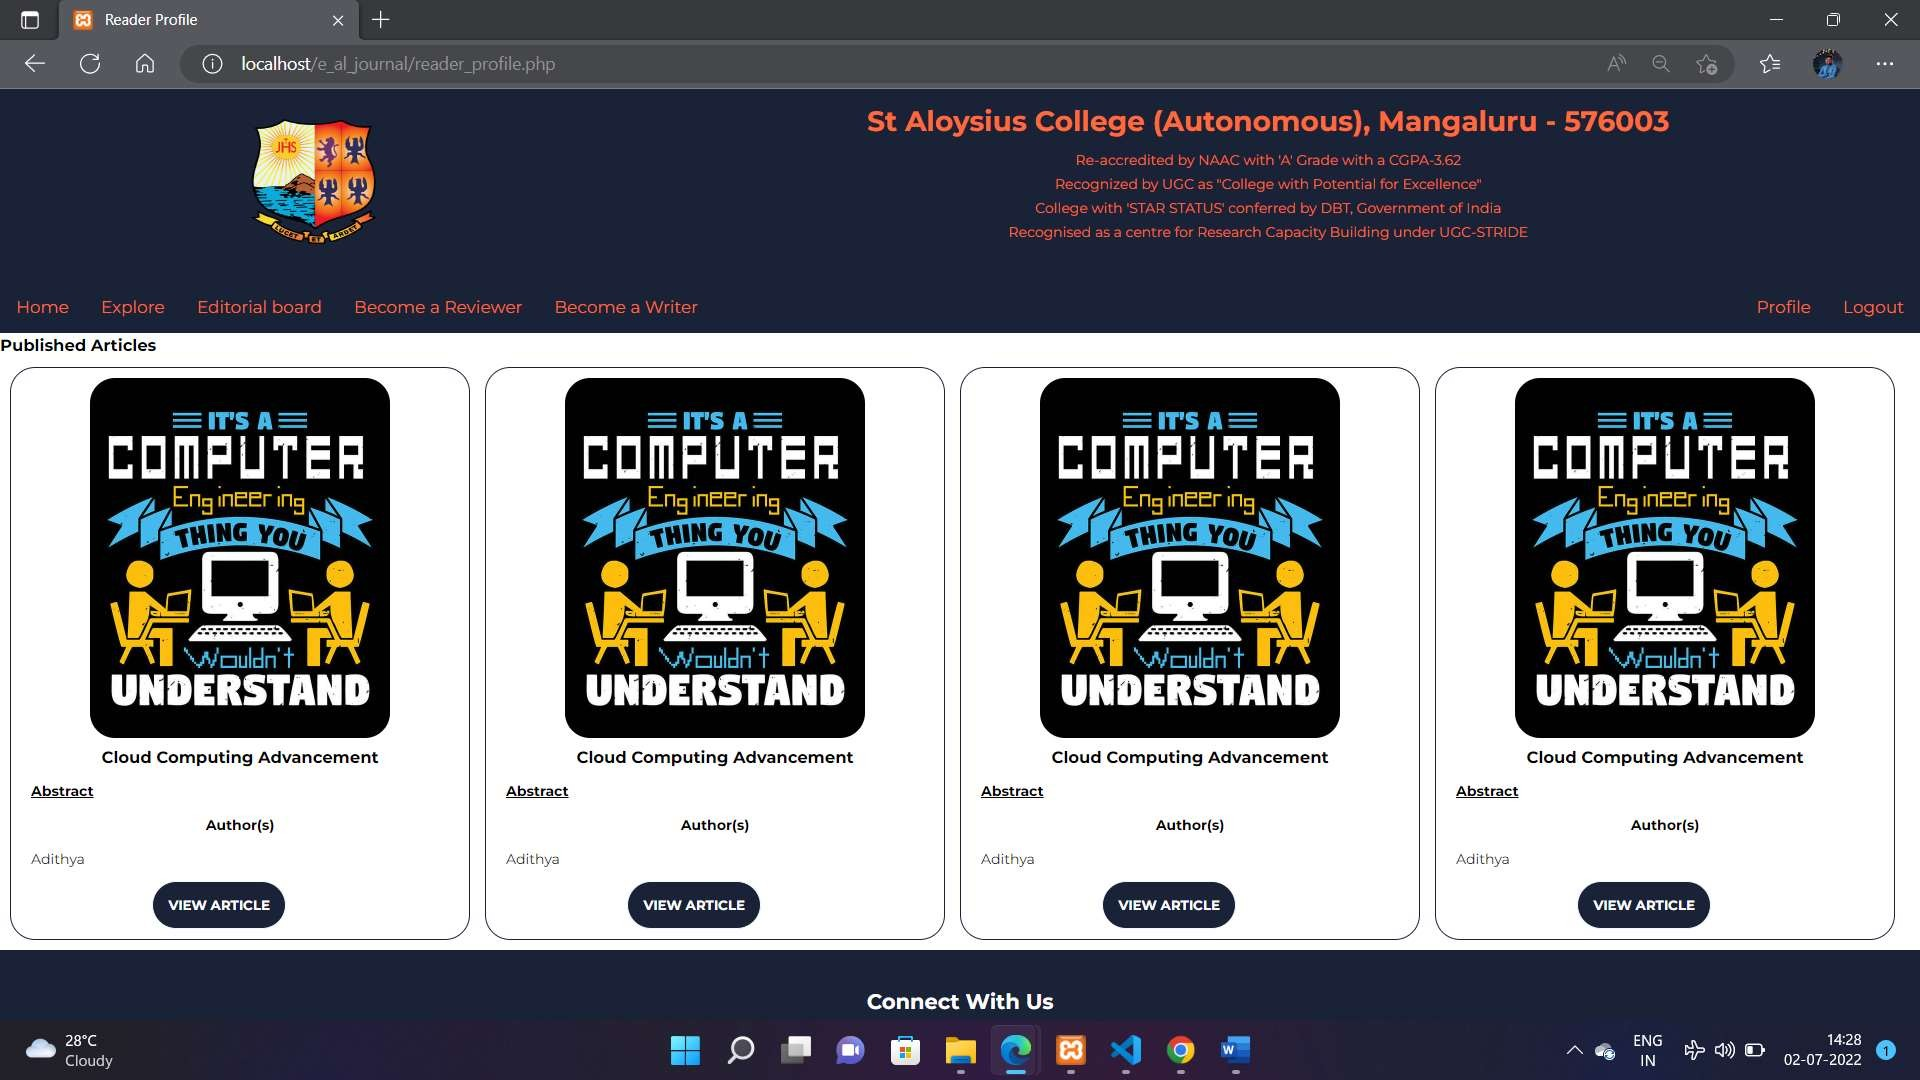 Reader Profile
localhost/e_al_journal/reader_profile.php
JHS
LUCET ET ARDET
St Aloysius College (Autonomous), Mangaluru - 576003
Re-accredited by NAAC with 'A' Grade with a CGPA-3.62
Recognized by UGC as "College with Potential for Excellence"
College with 'STAR STATUS' conferred by DBT, Government of India
Recognised as a centre for Research Capacity Building under UGC-STRIDE
Home Explore Editorial board Become a Reviewer Become a Writer Profile Logout
Published Articles
IT'S A
COMPUTER
Engineering
THING YOU
Wouldn't
UNDERSTAND
Cloud Computing Advancement
Abstract
Author(s)
Adithya
VIEW ARTICLE
IT'S A
COMPUTER
Engineering
THING YOU
Wouldn't
UNDERSTAND
Cloud Computing Advancement
Abstract
Author(s)
Adithya
VIEW ARTICLE
IT'S A
COMPUTER
Engineering
THING YOU
Wouldn't
UNDERSTAND
Cloud Computing Advancement
Abstract
Author(s)
Adithya
VIEW ARTICLE
IT'S A
COMPUTER
Engineering
THING YOU
Wouldn't
UNDERSTAND
Cloud Computing Advancement
Abstract
Author(s)
Adithya
VIEW ARTICLE
Connect With Us
28°C
Cloudy
W
ENG
IN
14:28
02-07-2022
1